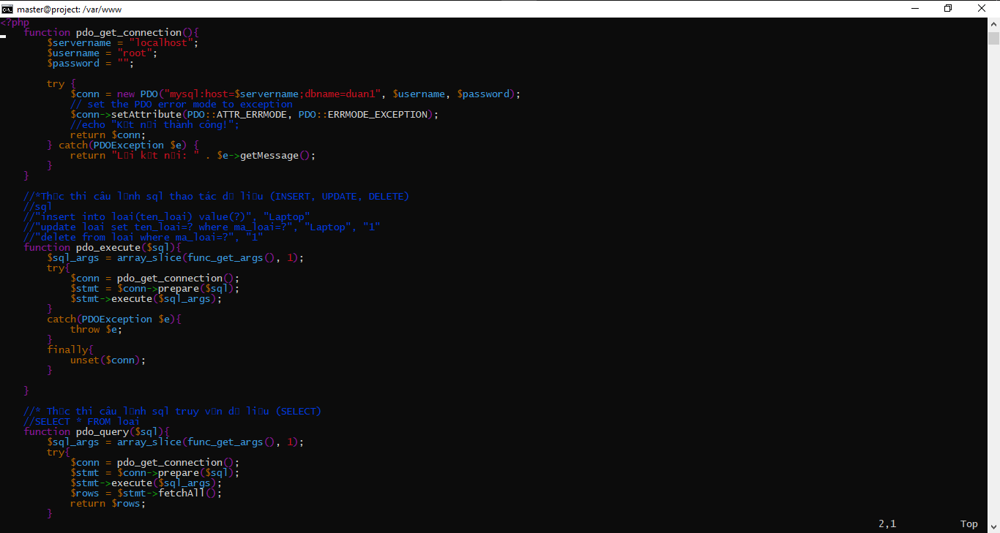 master@project: /var/www
<?php
    function pdo_get_connection(){
        $servername = "localhost";
        $username = "root";
        $password = "";
        try {
            $conn = new PDO("mysql:host=$servername;dbname=duan1", $username, $password);
            // set the PDO error mode to exception
            $conn->setAttribute(PDO::ATTR_ERRMODE, PDO::ERRMODE_EXCEPTION);
            //echo "K□t n□i thành công!";
            return $conn;
        } catch(PDOException $e) {
            return "L□i k□t n□i: " . $e->getMessage();
        }
    }
    //*Th□c thi câu l□nh sql thao tác d□ li□u (INSERT, UPDATE, DELETE)
    //sql
    //"insert into loai(ten_loai) value(?)", "Laptop"
    //"update loai set ten_loai=? where ma_loai=?", "Laptop", "1"
    //"delete from loai where ma_loai=?", "1"
    function pdo_execute($sql){
        $sql_args = array_slice(func_get_args(), 1);
        try{
            $conn = pdo_get_connection();
            $stmt = $conn->prepare($sql);
            $stmt->execute($sql_args);
        }
        catch(PDOException $e){
            throw $e;
        }
        finally{
            unset($conn);
        }
    }
    //* Th□c thi câu l□nh sql truy v□n d□ li□u (SELECT)
    //SELECT * FROM loai
    function pdo_query($sql){
        $sql_args = array_slice(func_get_args(), 1);
        try{
            $conn = pdo_get_connection();
            $stmt = $conn->prepare($sql);
            $stmt->execute($sql_args);
            $rows = $stmt->fetchAll();
            return $rows;
        }
2,1 Top